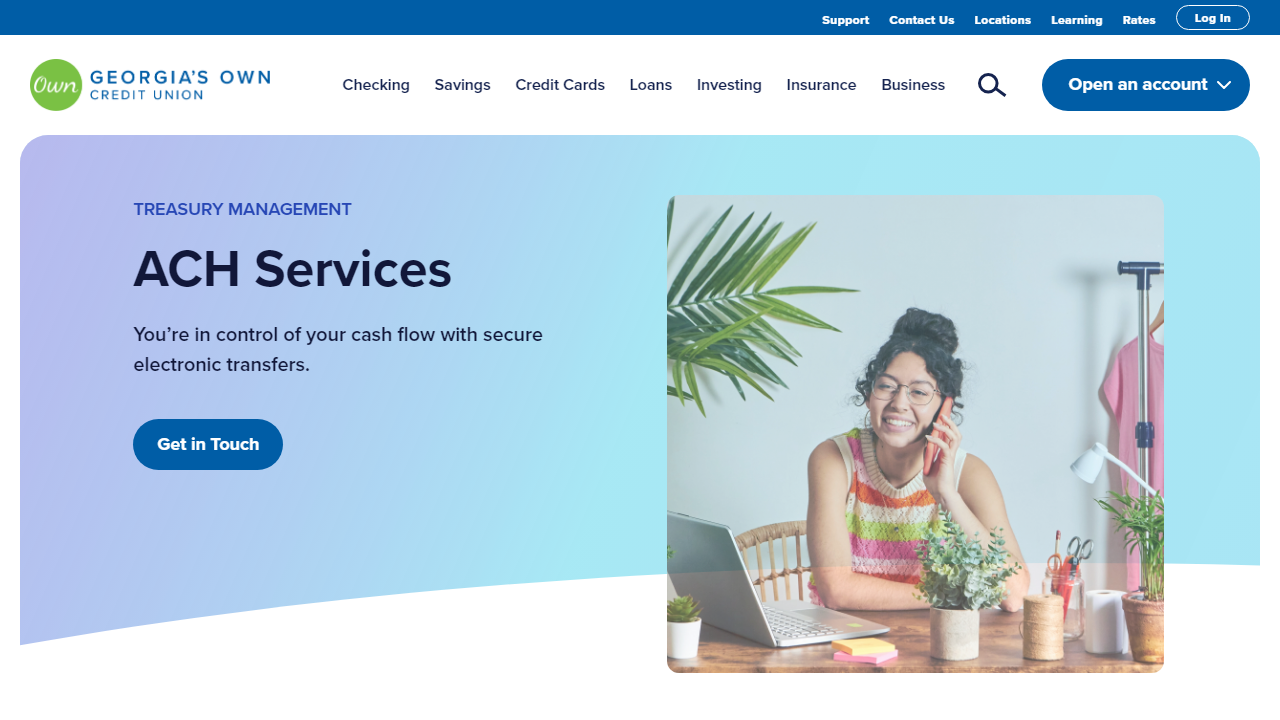 Support Contact Us Locations Learning Rates Log In
Own GEORGIA'S OWN
CREDIT UNION
Checking Savings Credit Cards Loans Investing Insurance Business
Open an account
TREASURY MANAGEMENT
ACH Services
You’re in control of your cash flow with secure
electronic transfers.
Get in Touch